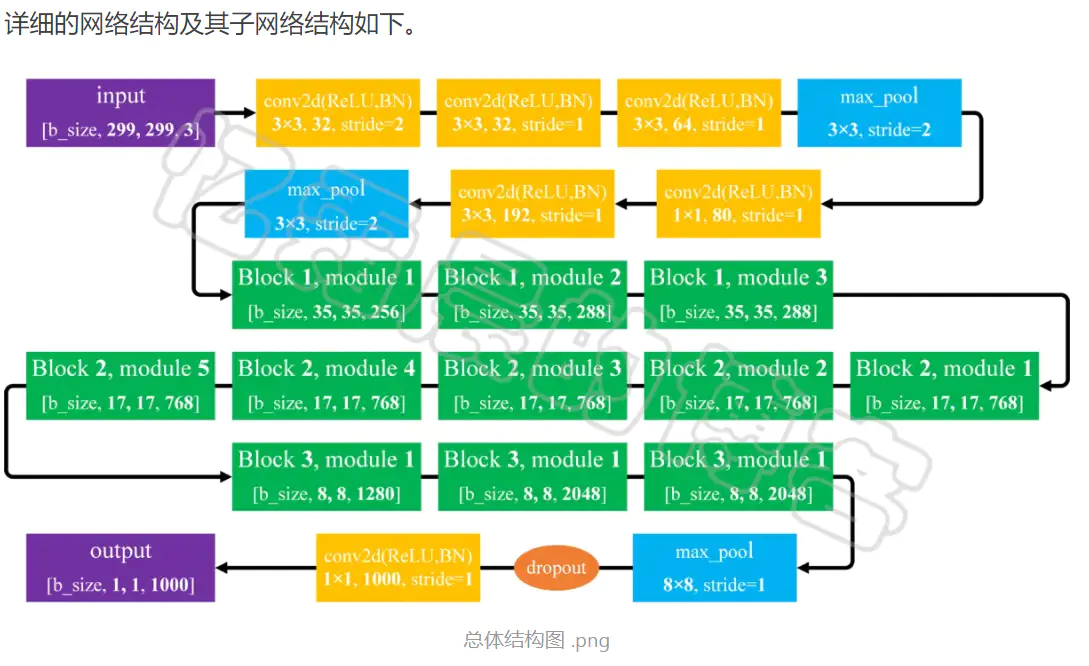 详细的网络结构及其子网络结构如下。
input
[b_size, 299, 299, 3]
conv2d(ReLU,BN)
3×3, 32, stride=2
conv2d(ReLU,BN)
3×3, 32, stride=1
conv2d(ReLU,BN)
3×3, 64, stride=1
max_pool
3×3, stride=2
conv2d(ReLU,BN)
1×1, 80, stride=1
conv2d(ReLU,BN)
3×3, 192, stride=1
max_pool
3×3, stride=2
Block 1, module 1
[b_size, 35, 35, 256]
Block 1, module 2
[b_size, 35, 35, 288]
Block 1, module 3
[b_size, 35, 35, 288]
Block 2, module 1
[b_size, 17, 17, 768]
Block 2, module 2
[b_size, 17, 17, 768]
Block 2, module 3
[b_size, 17, 17, 768]
Block 2, module 4
[b_size, 17, 17, 768]
Block 2, module 5
[b_size, 17, 17, 768]
Block 3, module 1
[b_size, 8, 8, 1280]
Block 3, module 1
[b_size, 8, 8, 2048]
Block 3, module 1
[b_size, 8, 8, 2048]
max_pool
8×8, stride=1
dropout
conv2d(ReLU,BN)
1×1, 1000, stride=1
output
[b_size, 1, 1, 1000]
总体结构图 .png